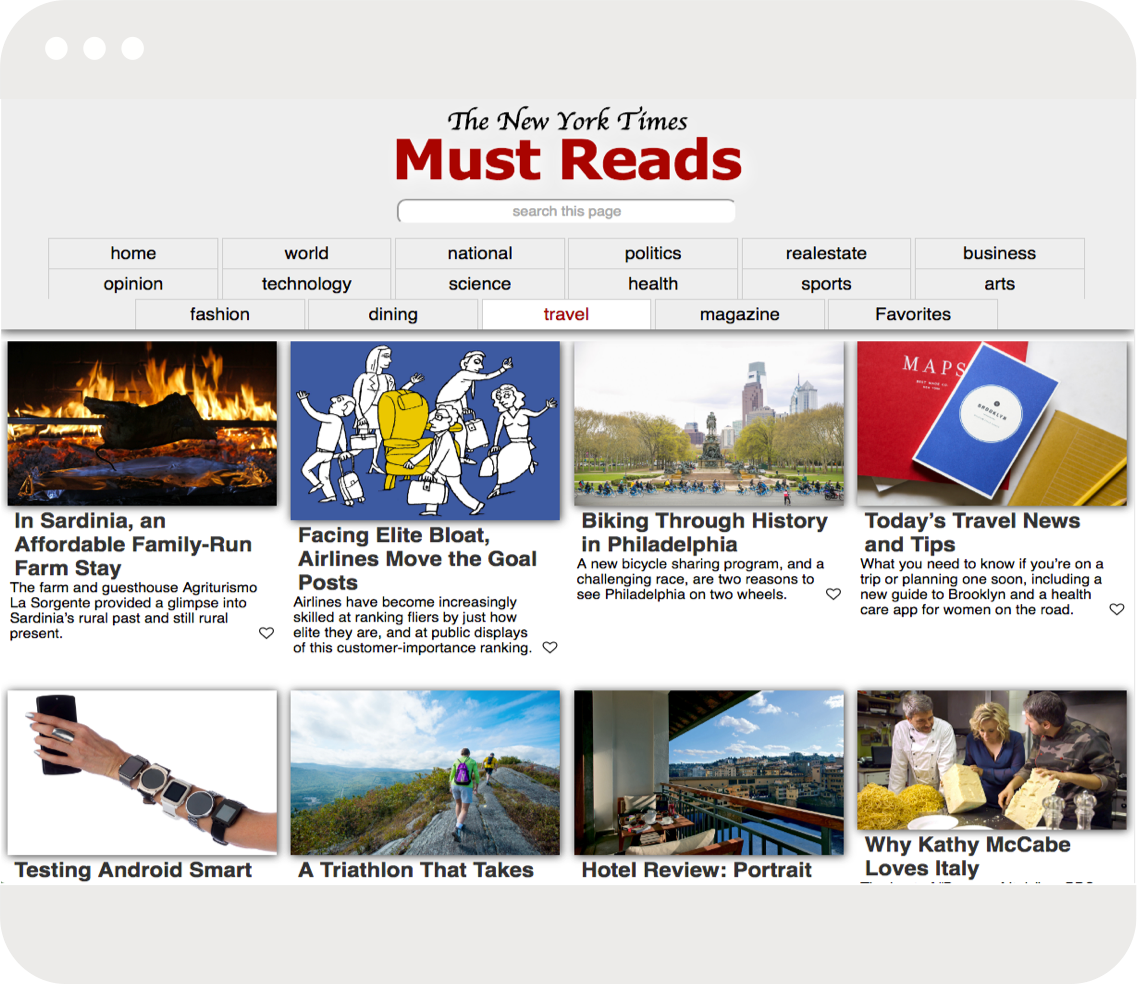 The New York Times
Must Reads
search this page
home world national politics realestate business
opinion technology science health sports arts
fashion dining travel magazine Favorites
MAPS
BROOKLYN
In Sardinia, an
Affordable Family-Run
Farm Stay
The farm and guesthouse Agriturismo
La Sorgente provided a glimpse into
Sardinia’s rural past and still rural
present.
Facing Elite Bloat,
Airlines Move the Goal
Posts
Airlines have become increasingly
skilled at ranking fliers by just how
elite they are, and at public displays
of this customer-importance ranking.
Biking Through History
in Philadelphia
A new bicycle sharing program, and a
challenging race, are two reasons to
see Philadelphia on two wheels.
Today’s Travel News
and Tips
What you need to know if you’re on a
trip or planning one soon, including a
new guide to Brooklyn and a health
care app for women on the road.
Testing Android Smart
A Triathlon That Takes
Hotel Review: Portrait
Why Kathy McCabe
Loves Italy